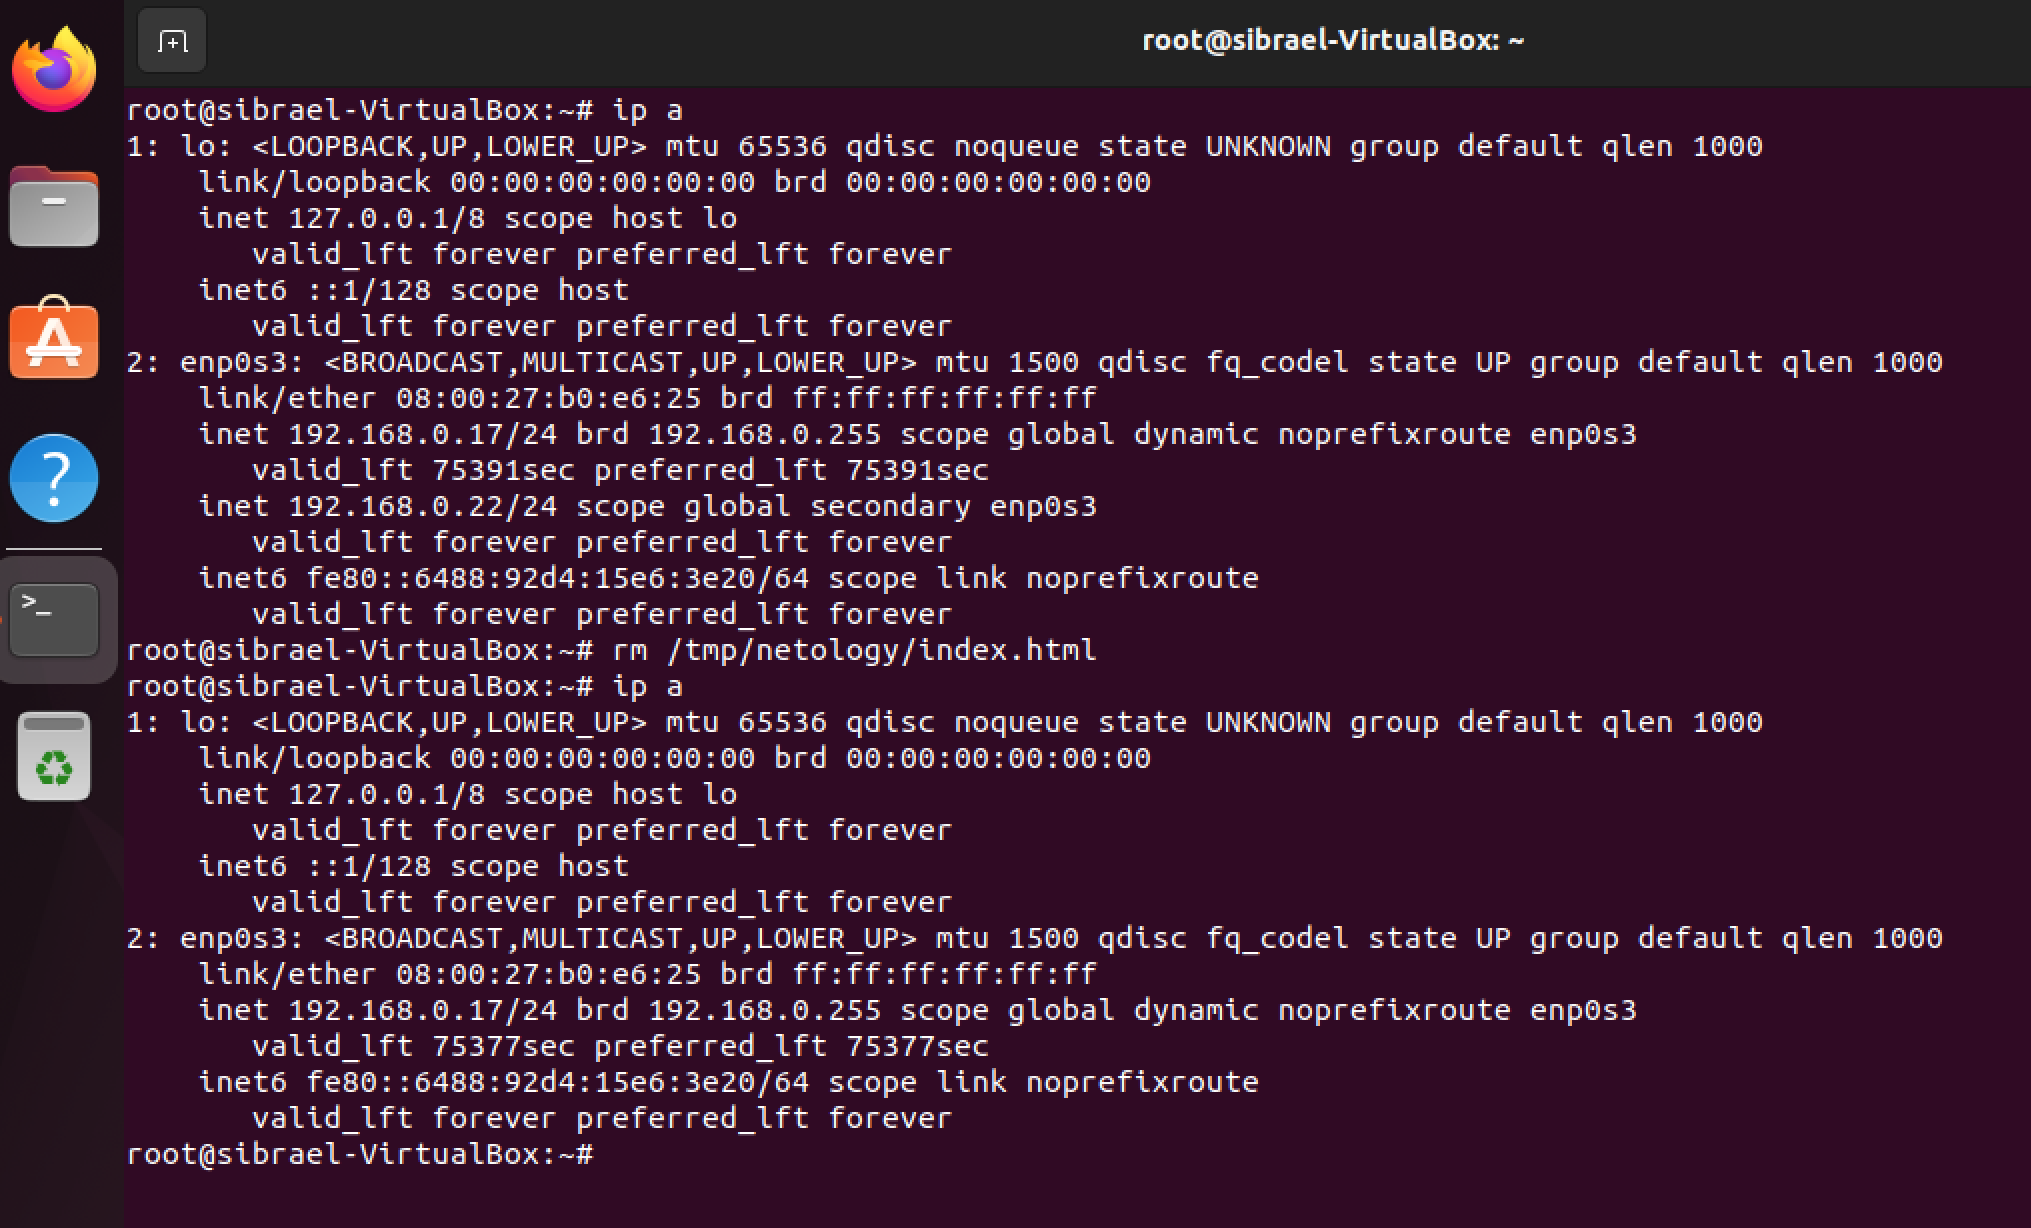 root@sibrael-VirtualBox: ~
root@sibrael-VirtualBox:~# ip a
1: lo: <LOOPBACK,UP,LOWER_UP> mtu 65536 qdisc noqueue state UNKNOWN group default qlen 1000
    link/loopback 00:00:00:00:00:00 brd 00:00:00:00:00:00
    inet 127.0.0.1/8 scope host lo
       valid_lft forever preferred_lft forever
    inet6 ::1/128 scope host
       valid_lft forever preferred_lft forever
2: enp0s3: <BROADCAST,MULTICAST,UP,LOWER_UP> mtu 1500 qdisc fq_codel state UP group default qlen 1000
    link/ether 08:00:27:b0:e6:25 brd ff:ff:ff:ff:ff:ff
    inet 192.168.0.17/24 brd 192.168.0.255 scope global dynamic noprefixroute enp0s3
       valid_lft 75391sec preferred_lft 75391sec
    inet 192.168.0.22/24 scope global secondary enp0s3
       valid_lft forever preferred_lft forever
    inet6 fe80::6488:92d4:15e6:3e20/64 scope link noprefixroute
       valid_lft forever preferred_lft forever
root@sibrael-VirtualBox:~# rm /tmp/netology/index.html
root@sibrael-VirtualBox:~# ip a
1: lo: <LOOPBACK,UP,LOWER_UP> mtu 65536 qdisc noqueue state UNKNOWN group default qlen 1000
    link/loopback 00:00:00:00:00:00 brd 00:00:00:00:00:00
    inet 127.0.0.1/8 scope host lo
       valid_lft forever preferred_lft forever
    inet6 ::1/128 scope host
       valid_lft forever preferred_lft forever
2: enp0s3: <BROADCAST,MULTICAST,UP,LOWER_UP> mtu 1500 qdisc fq_codel state UP group default qlen 1000
    link/ether 08:00:27:b0:e6:25 brd ff:ff:ff:ff:ff:ff
    inet 192.168.0.17/24 brd 192.168.0.255 scope global dynamic noprefixroute enp0s3
       valid_lft 75377sec preferred_lft 75377sec
    inet6 fe80::6488:92d4:15e6:3e20/64 scope link noprefixroute
       valid_lft forever preferred_lft forever
root@sibrael-VirtualBox:~#